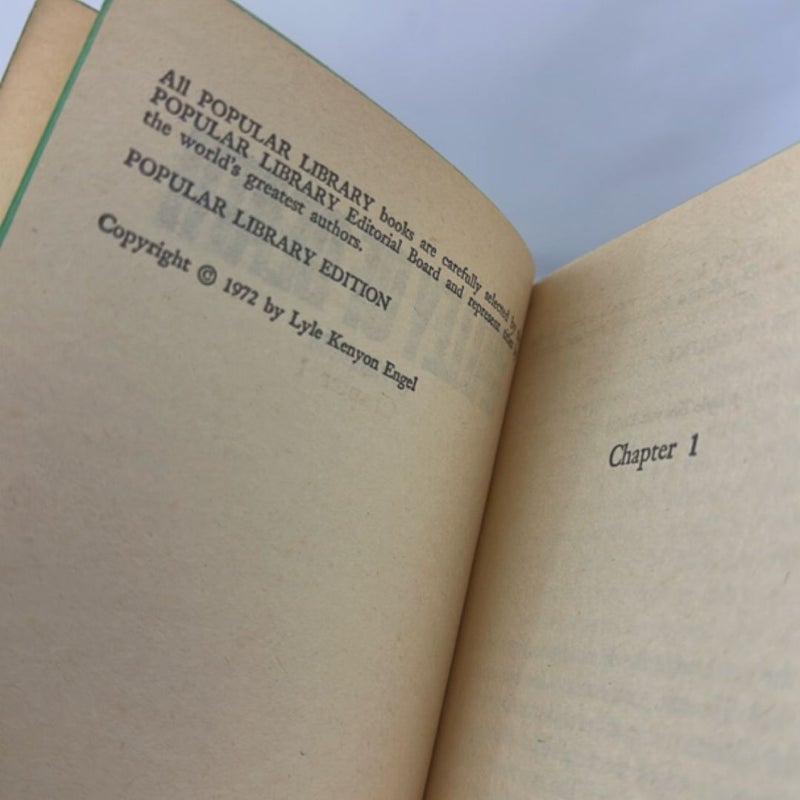 All POPULAR LIBRARY books are carefully selected by
POPULAR LIBRARY Editorial Board and represent titles
the world's greatest authors.
POPULAR LIBRARY EDITION
Copyright © 1972 by Lyle Kenyon Engel
Chapter 1